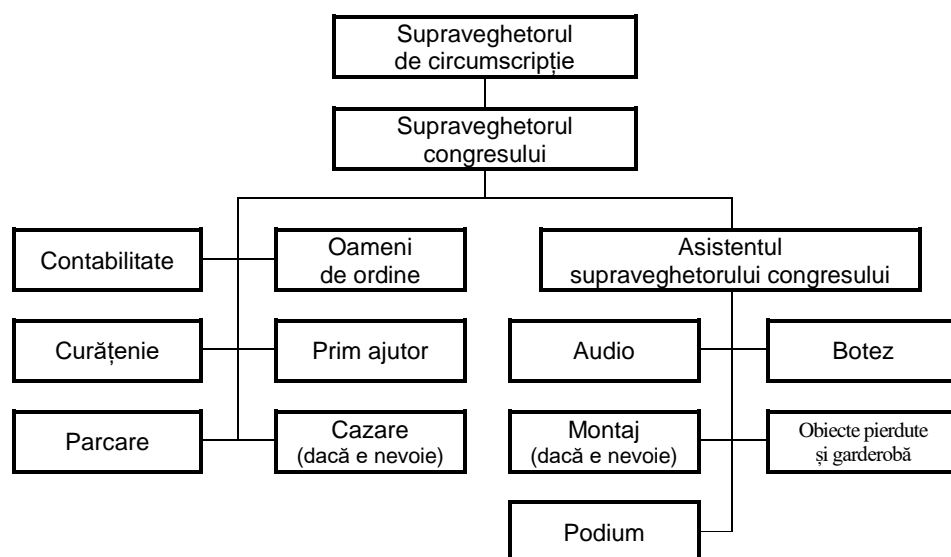 Supraveghetorul
de circumscripție
Supraveghetorul
congresului
Contabilitate
Oameni
de ordine
Asistentul
supraveghetorului congresului
Curățenie
Prim ajutor
Audio
Botez
Parcare
Cazare
(dacă e nevoie)
Montaj
(dacă e nevoie)
Obiecte pierdute
și garderobă
Podium